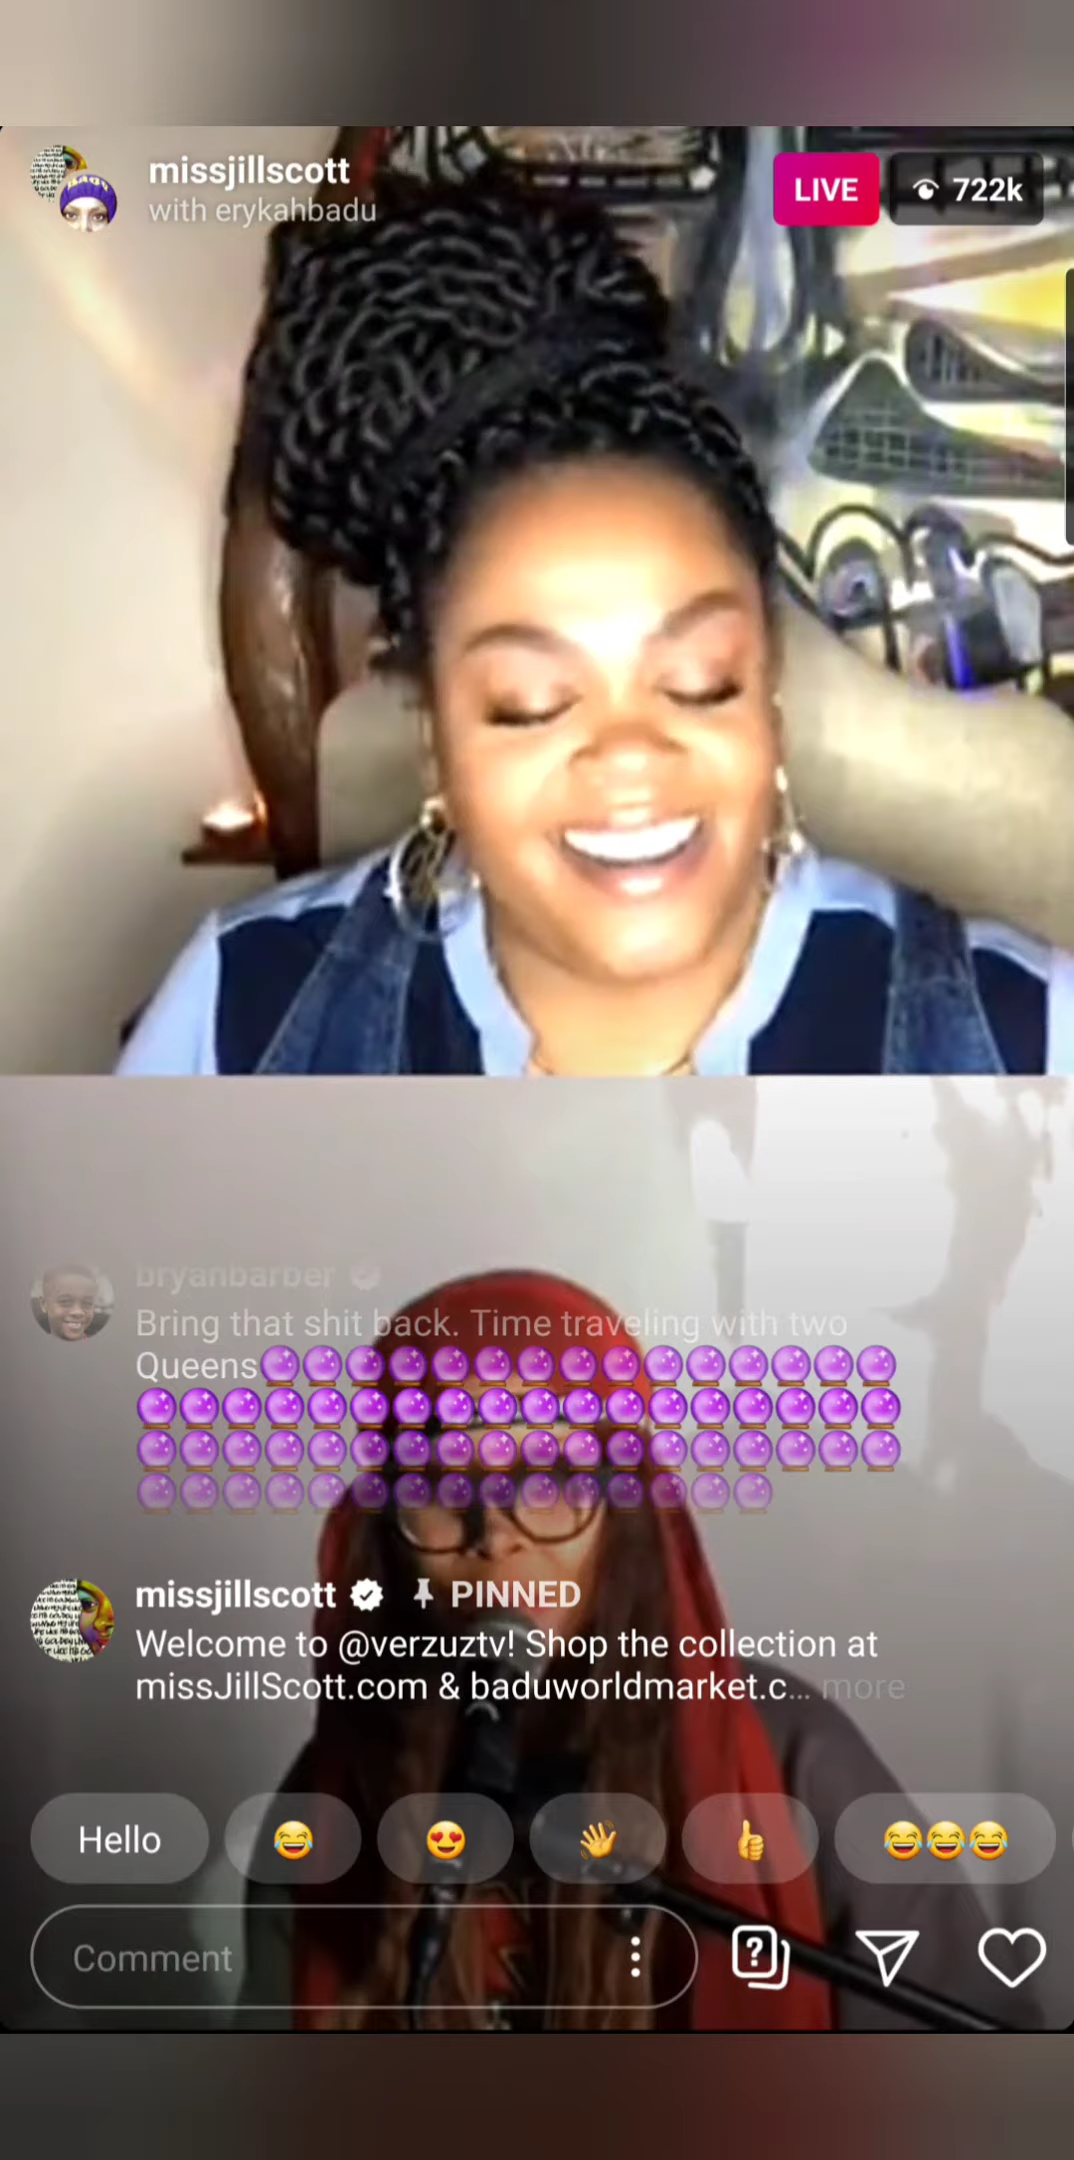 missjillscott
with erykahbadu
LIVE
722k
bryanbarber
Bring that shit back. Time traveling with two
Queens🔮🔮🔮🔮🔮🔮🔮🔮🔮🔮🔮🔮🔮🔮🔮
🔮🔮🔮🔮🔮🔮🔮🔮🔮🔮🔮🔮🔮🔮🔮🔮🔮🔮
🔮🔮🔮🔮🔮🔮🔮🔮🔮🔮🔮🔮🔮🔮🔮🔮🔮🔮
🔮🔮🔮🔮🔮🔮🔮🔮🔮🔮🔮🔮🔮🔮🔮
missjillscott PINNED
Welcome to @verzuztv! Shop the collection at
missJillScott.com & baduworldmarket.c... more
Hello 😂 😍 👋 👍 😂😂😂
Comment